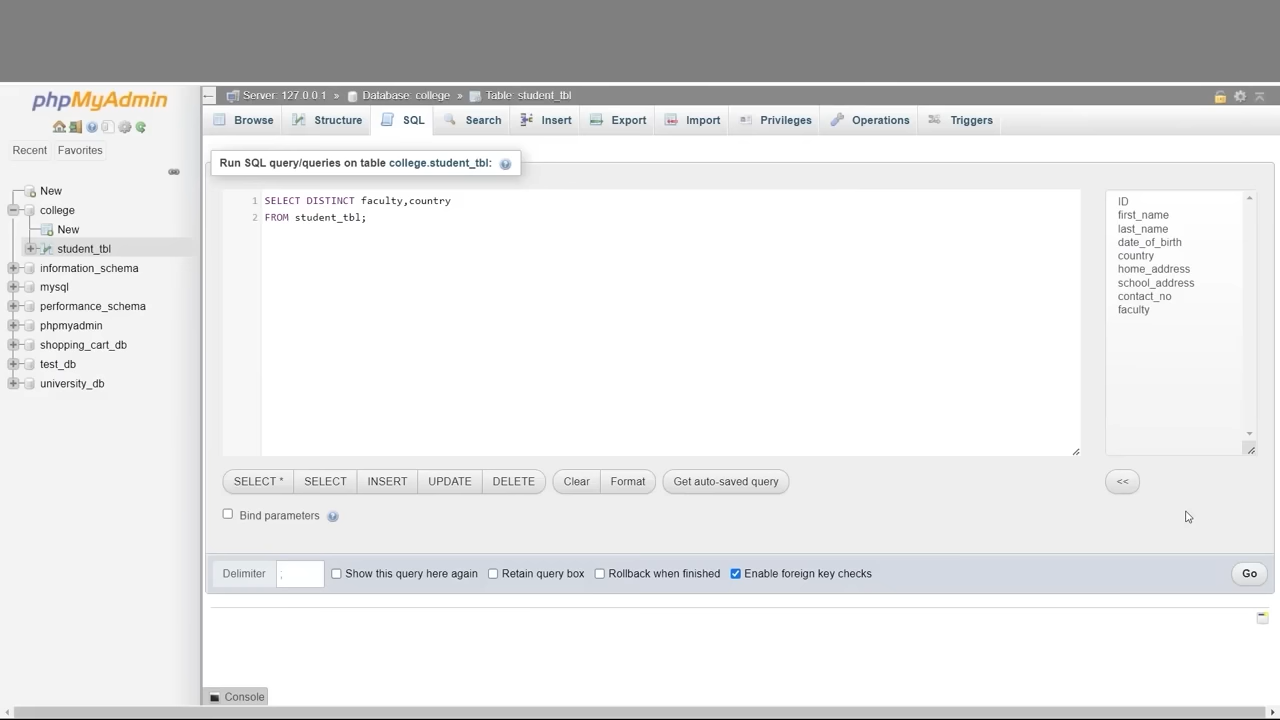 phpMyAdmin
Recent
Favorites
New
college
New
student_tbl
information_schema
mysql
performance_schema
phpmyadmin
shopping_cart_db
test_db
university_db
Server: 127.0.0.1 » Database: college » Table: student_tbl
Browse Structure SQL Search Insert Export Import Privileges Operations Triggers
Run SQL query/queries on table college.student_tbl:
1 SELECT DISTINCT faculty,country
2 FROM student_tbl;
ID
first_name
last_name
date_of_birth
country
home_address
school_address
contact_no
faculty
SELECT * SELECT INSERT UPDATE DELETE Clear Format Get auto-saved query <<
Bind parameters
Delimiter ; Show this query here again Retain query box Rollback when finished Enable foreign key checks Go
Console